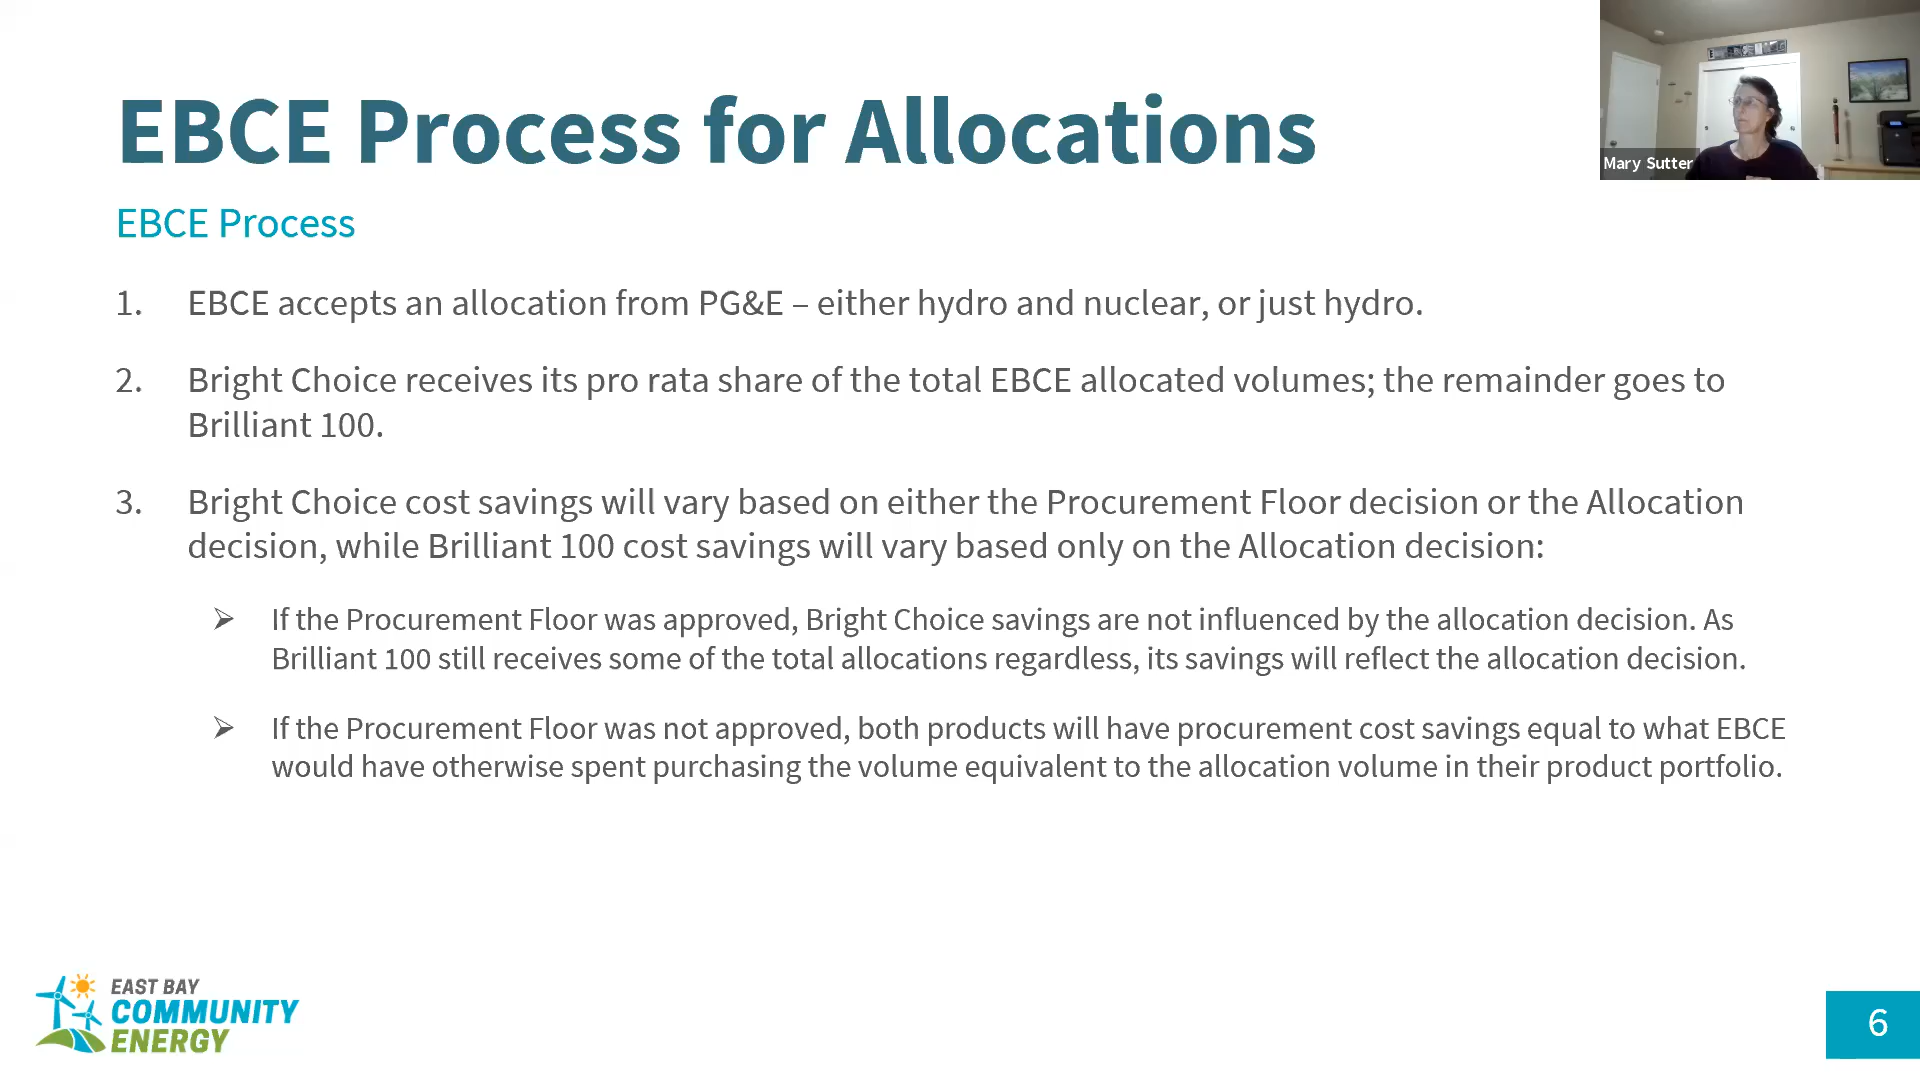 EBCE Process for Allocations
Mary Sutter
EBCE Process
1. EBCE accepts an allocation from PG&E – either hydro and nuclear, or just hydro.
2. Bright Choice receives its pro rata share of the total EBCE allocated volumes; the remainder goes to
Brilliant 100.
3. Bright Choice cost savings will vary based on either the Procurement Floor decision or the Allocation
decision, while Brilliant 100 cost savings will vary based only on the Allocation decision:
➢ If the Procurement Floor was approved, Bright Choice savings are not influenced by the allocation decision. As
Brilliant 100 still receives some of the total allocations regardless, its savings will reflect the allocation decision.
➢ If the Procurement Floor was not approved, both products will have procurement cost savings equal to what EBCE
would have otherwise spent purchasing the volume equivalent to the allocation volume in their product portfolio.
EAST BAY
COMMUNITY
ENERGY
6